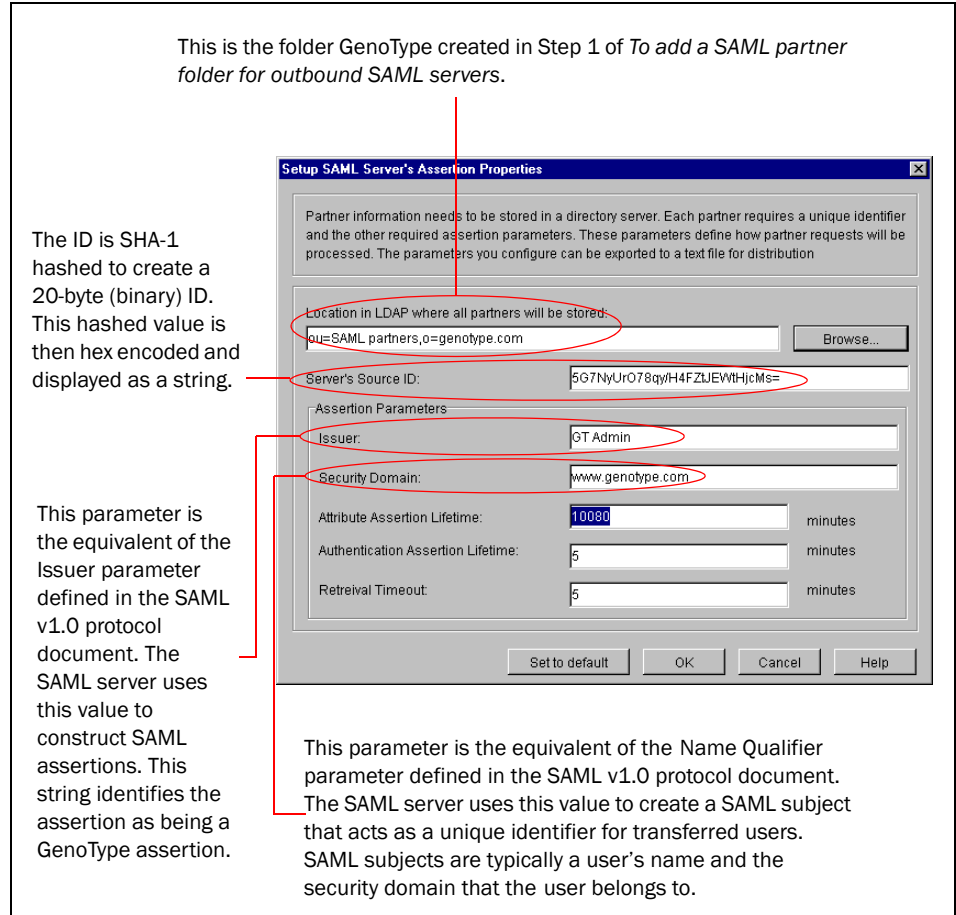 This is the folder GenoType created in Step 1 of To add a SAML partner
folder for outbound SAML servers.
Setup SAML Server's Assertion Properties
Partner information needs to be stored in a directory server. Each partner requires a unique identifier
and the other required assertion parameters. These parameters define how partner requests will be
processed. The parameters you configure can be exported to a text file for distribution
The ID is SHA-1
hashed to create a
20-byte (binary) ID.
This hashed value is
then hex encoded and
displayed as a string.
Location in LDAP where all partners will be stored:
ou=SAML partners,o=genotype.com
Browse...
Server's Source ID:
5G7NyUrO78qy/H4FZtJEWtHjcMs=
Assertion Parameters
Issuer:
GT Admin
Security Domain:
www.genotype.com
Attribute Assertion Lifetime:
10080
minutes
Authentication Assertion Lifetime:
5
minutes
Retreival Timeout:
5
minutes
Set to default
OK
Cancel
Help
This parameter is
the equivalent of the
Issuer parameter
defined in the SAML
v1.0 protocol
document. The
SAML server uses
this value to
construct SAML
assertions. This
string identifies the
assertion as being a
GenoType assertion.
This parameter is the equivalent of the Name Qualifier
parameter defined in the SAML v1.0 protocol document.
The SAML server uses this value to create a SAML subject
that acts as a unique identifier for transferred users.
SAML subjects are typically a user's name and the
security domain that the user belongs to.